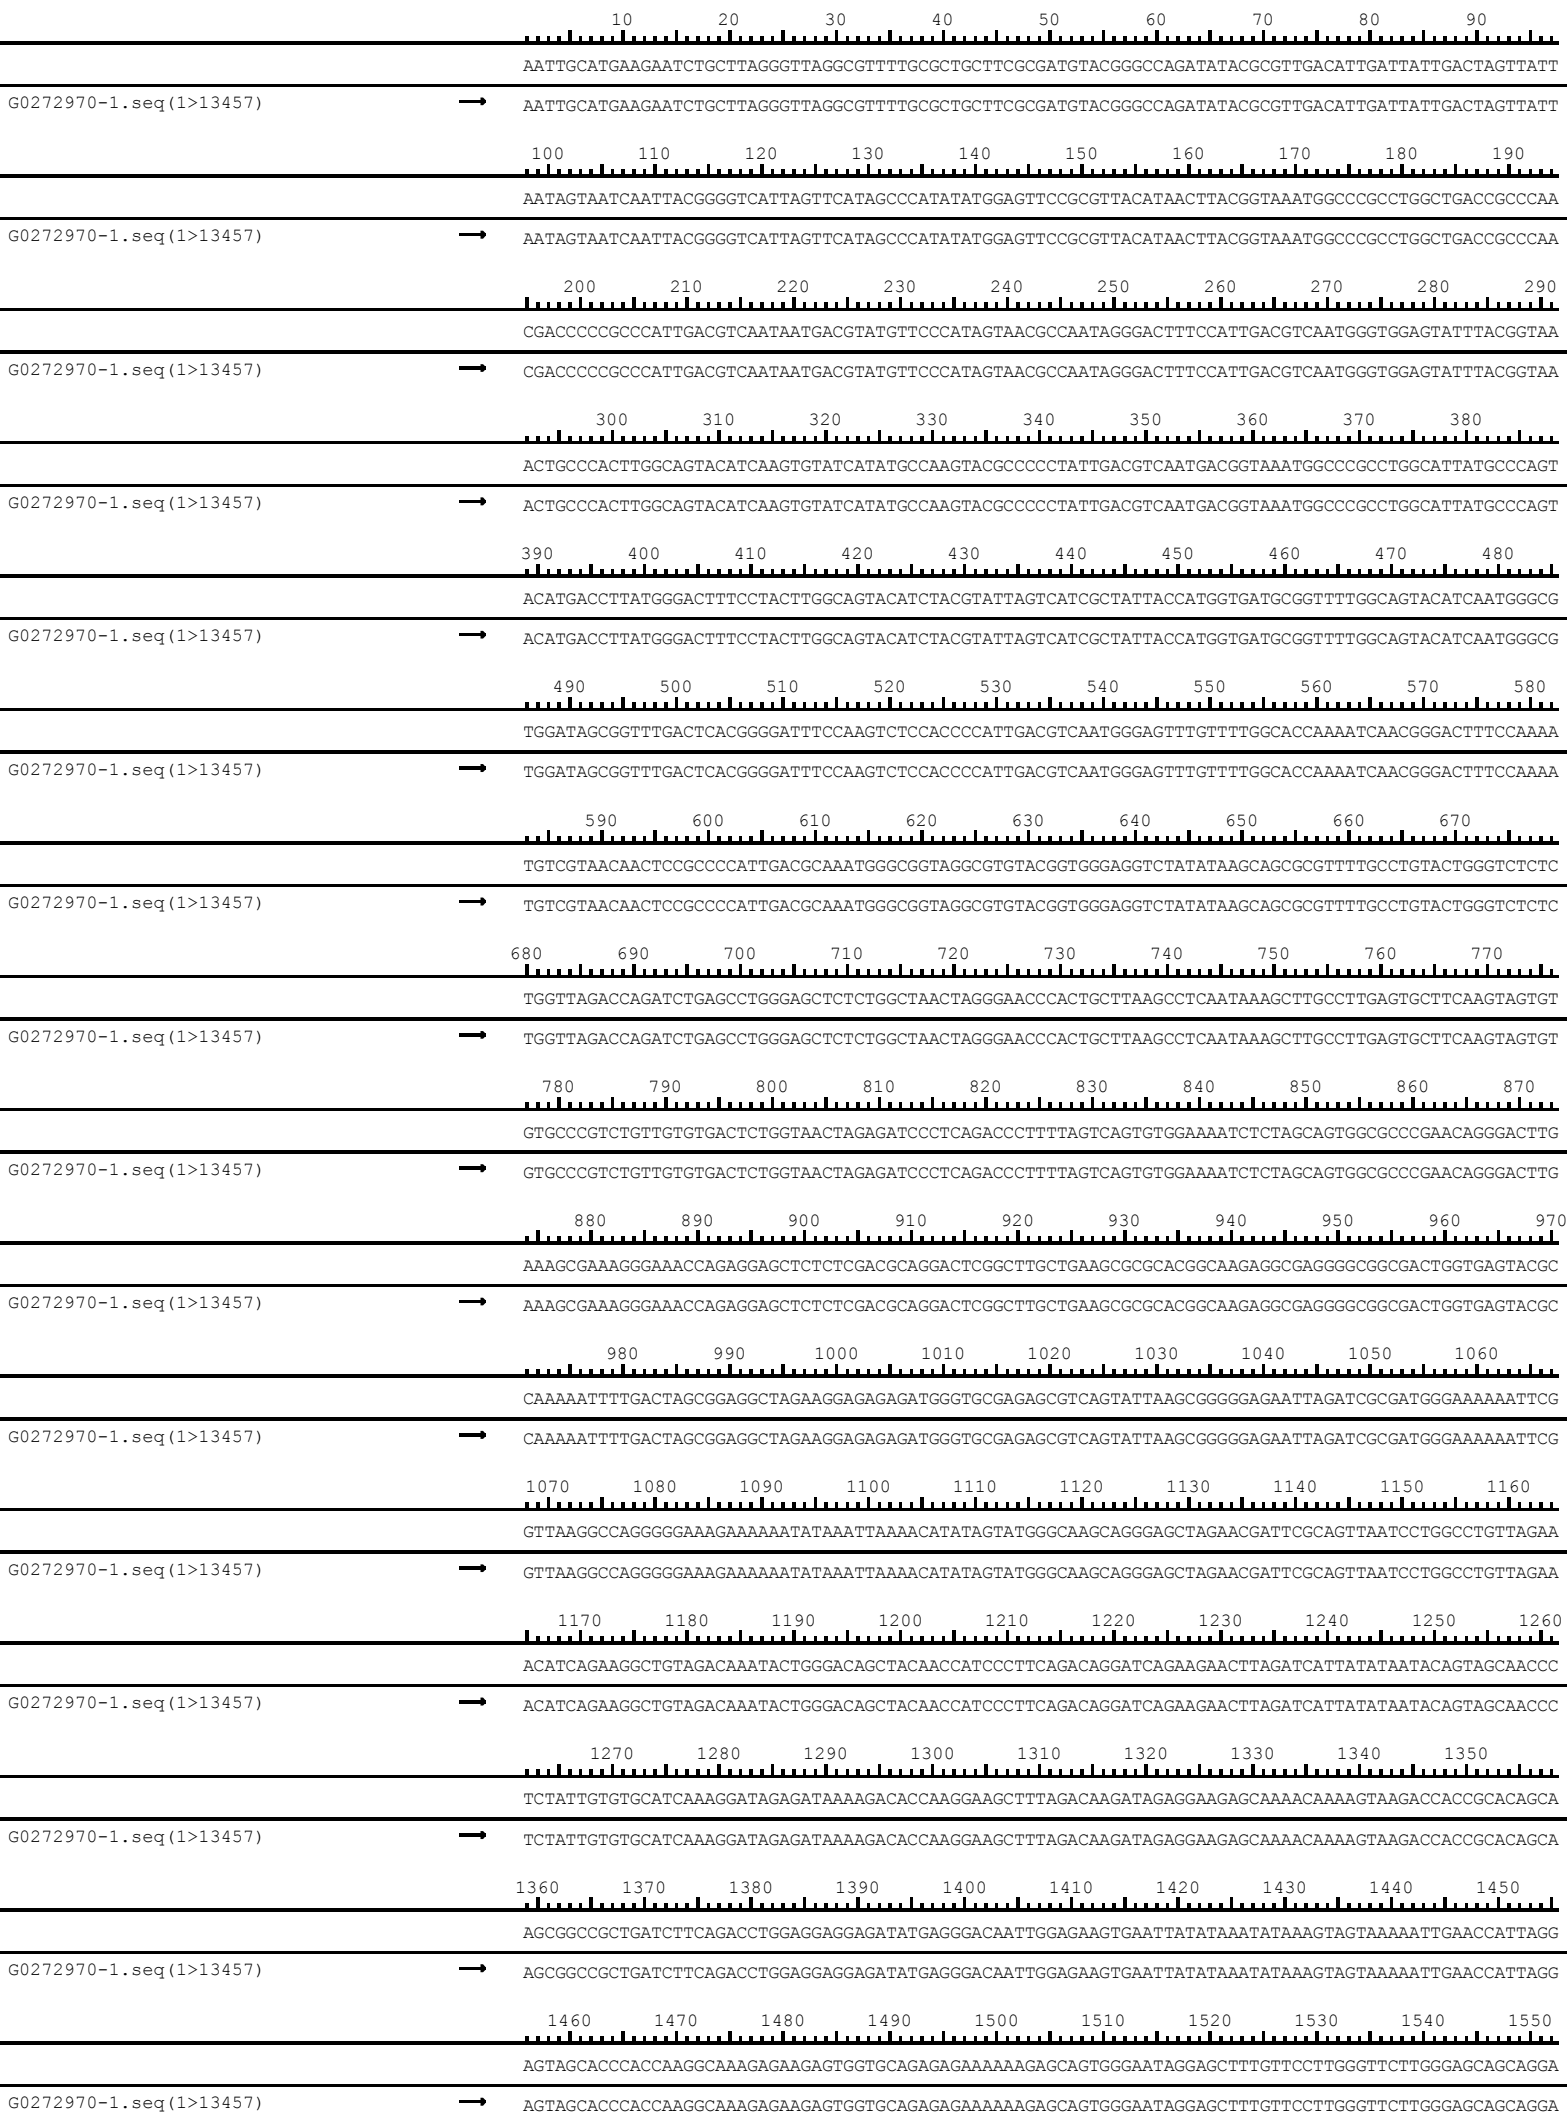 10 20 30 40 50 60 70 80 90
AATTGCATGAAGAATCTGCTTAGGGTTAGGCGTTTTGCGCTGCTTCGCGATGTACGGGCCAGATATACGCGTTGACATTGATTATTGACTAGTTATT
G0272970-1.seq(1>13457) → AATTGCATGAAGAATCTGCTTAGGGTTAGGCGTTTTGCGCTGCTTCGCGATGTACGGGCCAGATATACGCGTTGACATTGATTATTGACTAGTTATT
100 110 120 130 140 150 160 170 180 190
AATAGTAATCAATTACGGGGTCATTAGTTCATAGCCCATATATGGAGTTCCGCGTTACATAACTTACGGTAAATGGCCCGCCTGGCTGACCGCCCAA
G0272970-1.seq(1>13457) → AATAGTAATCAATTACGGGGTCATTAGTTCATAGCCCATATATGGAGTTCCGCGTTACATAACTTACGGTAAATGGCCCGCCTGGCTGACCGCCCAA
200 210 220 230 240 250 260 270 280 290
CGACCCCCGCCCATTGACGTCAATAATGACGTATGTTCCCATAGTAACGCCAATAGGGACTTTCCATTGACGTCAATGGGTGGAGTATTTACGGTAA
G0272970-1.seq(1>13457) → CGACCCCCGCCCATTGACGTCAATAATGACGTATGTTCCCATAGTAACGCCAATAGGGACTTTCCATTGACGTCAATGGGTGGAGTATTTACGGTAA
300 310 320 330 340 350 360 370 380
ACTGCCCACTTGGCAGTACATCAAGTGTATCATATGCCAAGTACGCCCCCTATTGACGTCAATGACGGTAAATGGCCCGCCTGGCATTATGCCCAGT
G0272970-1.seq(1>13457) → ACTGCCCACTTGGCAGTACATCAAGTGTATCATATGCCAAGTACGCCCCCTATTGACGTCAATGACGGTAAATGGCCCGCCTGGCATTATGCCCAGT
390 400 410 420 430 440 450 460 470 480
ACATGACCTTATGGGACTTTCCTACTTGGCAGTACATCTACGTATTAGTCATCGCTATTACCATGGTGATGCGGTTTTGGCAGTACATCAATGGGCG
G0272970-1.seq(1>13457) → ACATGACCTTATGGGACTTTCCTACTTGGCAGTACATCTACGTATTAGTCATCGCTATTACCATGGTGATGCGGTTTTGGCAGTACATCAATGGGCG
490 500 510 520 530 540 550 560 570 580
TGGATAGCGGTTTGACTCACGGGGATTTCCAAGTCTCCACCCCATTGACGTCAATGGGAGTTTGTTTTGGCACCAAAATCAACGGGACTTTCCAAAA
G0272970-1.seq(1>13457) → TGGATAGCGGTTTGACTCACGGGGATTTCCAAGTCTCCACCCCATTGACGTCAATGGGAGTTTGTTTTGGCACCAAAATCAACGGGACTTTCCAAAA
590 600 610 620 630 640 650 660 670
TGTCGTAACAACTCCGCCCCATTGACGCAAATGGGCGGTAGGCGTGTACGGTGGGAGGTCTATATAAGCAGCGCGTTTTGCCTGTACTGGGTCTCTC
G0272970-1.seq(1>13457) → TGTCGTAACAACTCCGCCCCATTGACGCAAATGGGCGGTAGGCGTGTACGGTGGGAGGTCTATATAAGCAGCGCGTTTTGCCTGTACTGGGTCTCTC
680 690 700 710 720 730 740 750 760 770
TGGTTAGACCAGATCTGAGCCTGGGAGCTCTCTGGCTAACTAGGGAACCCACTGCTTAAGCCTCAATAAAGCTTGCCTTGAGTGCTTCAAGTAGTGT
G0272970-1.seq(1>13457) → TGGTTAGACCAGATCTGAGCCTGGGAGCTCTCTGGCTAACTAGGGAACCCACTGCTTAAGCCTCAATAAAGCTTGCCTTGAGTGCTTCAAGTAGTGT
780 790 800 810 820 830 840 850 860 870
GTGCCCGTCTGTTGTGTGACTCTGGTAACTAGAGATCCCTCAGACCCTTTTAGTCAGTGTGGAAAATCTCTAGCAGTGGCGCCCGAACAGGGACTTG
G0272970-1.seq(1>13457) → GTGCCCGTCTGTTGTGTGACTCTGGTAACTAGAGATCCCTCAGACCCTTTTAGTCAGTGTGGAAAATCTCTAGCAGTGGCGCCCGAACAGGGACTTG
880 890 900 910 920 930 940 950 960 970
AAAGCGAAAGGGAAACCAGAGGAGCTCTCTCGACGCAGGACTCGGCTTGCTGAAGCGCGCACGGCAAGAGGCGAGGGGCGGCGACTGGTGAGTACGC
G0272970-1.seq(1>13457) → AAAGCGAAAGGGAAACCAGAGGAGCTCTCTCGACGCAGGACTCGGCTTGCTGAAGCGCGCACGGCAAGAGGCGAGGGGCGGCGACTGGTGAGTACGC
980 990 1000 1010 1020 1030 1040 1050 1060
CAAAAATTTTGACTAGCGGAGGCTAGAAGGAGAGAGATGGGTGCGAGAGCGTCAGTATTAAGCGGGGGAGAATTAGATCGCGATGGGAAAAAATTCG
G0272970-1.seq(1>13457) → CAAAAATTTTGACTAGCGGAGGCTAGAAGGAGAGAGATGGGTGCGAGAGCGTCAGTATTAAGCGGGGGAGAATTAGATCGCGATGGGAAAAAATTCG
1070 1080 1090 1100 1110 1120 1130 1140 1150 1160
GTTAAGGCCAGGGGGAAAGAAAAAATATAAATTAAAACATATAGTATGGGCAAGCAGGGAGCTAGAACGATTCGCAGTTAATCCTGGCCTGTTAGAA
G0272970-1.seq(1>13457) → GTTAAGGCCAGGGGGAAAGAAAAAATATAAATTAAAACATATAGTATGGGCAAGCAGGGAGCTAGAACGATTCGCAGTTAATCCTGGCCTGTTAGAA
1170 1180 1190 1200 1210 1220 1230 1240 1250 1260
ACATCAGAAGGCTGTAGACAAATACTGGGACAGCTACAACCATCCCTTCAGACAGGATCAGAAGAACTTAGATCATTATATAATACAGTAGCAACCC
G0272970-1.seq(1>13457) → ACATCAGAAGGCTGTAGACAAATACTGGGACAGCTACAACCATCCCTTCAGACAGGATCAGAAGAACTTAGATCATTATATAATACAGTAGCAACCC
1270 1280 1290 1300 1310 1320 1330 1340 1350
TCTATTGTGTGCATCAAAGGATAGAGATAAAAGACACCAAGGAAGCTTTAGACAAGATAGAGGAAGAGCAAAACAAAAGTAAGACCACCGCACAGCA
G0272970-1.seq(1>13457) → TCTATTGTGTGCATCAAAGGATAGAGATAAAAGACACCAAGGAAGCTTTAGACAAGATAGAGGAAGAGCAAAACAAAAGTAAGACCACCGCACAGCA
1360 1370 1380 1390 1400 1410 1420 1430 1440 1450
AGCGGCCGCTGATCTTCAGACCTGGAGGAGGAGATATGAGGGACAATTGGAGAAGTGAATTATATAAATATAAAGTAGTAAAAATTGAACCATTAGG
G0272970-1.seq(1>13457) → AGCGGCCGCTGATCTTCAGACCTGGAGGAGGAGATATGAGGGACAATTGGAGAAGTGAATTATATAAATATAAAGTAGTAAAAATTGAACCATTAGG
1460 1470 1480 1490 1500 1510 1520 1530 1540 1550
AGTAGCACCCACCAAGGCAAAGAGAAGAGTGGTGCAGAGAGAAAAAAGAGCAGTGGGAATAGGAGCTTTGTTCCTTGGGTTCTTGGGAGCAGCAGGA
G0272970-1.seq(1>13457) → AGTAGCACCCACCAAGGCAAAGAGAAGAGTGGTGCAGAGAGAAAAAAGAGCAGTGGGAATAGGAGCTTTGTTCCTTGGGTTCTTGGGAGCAGCAGGA